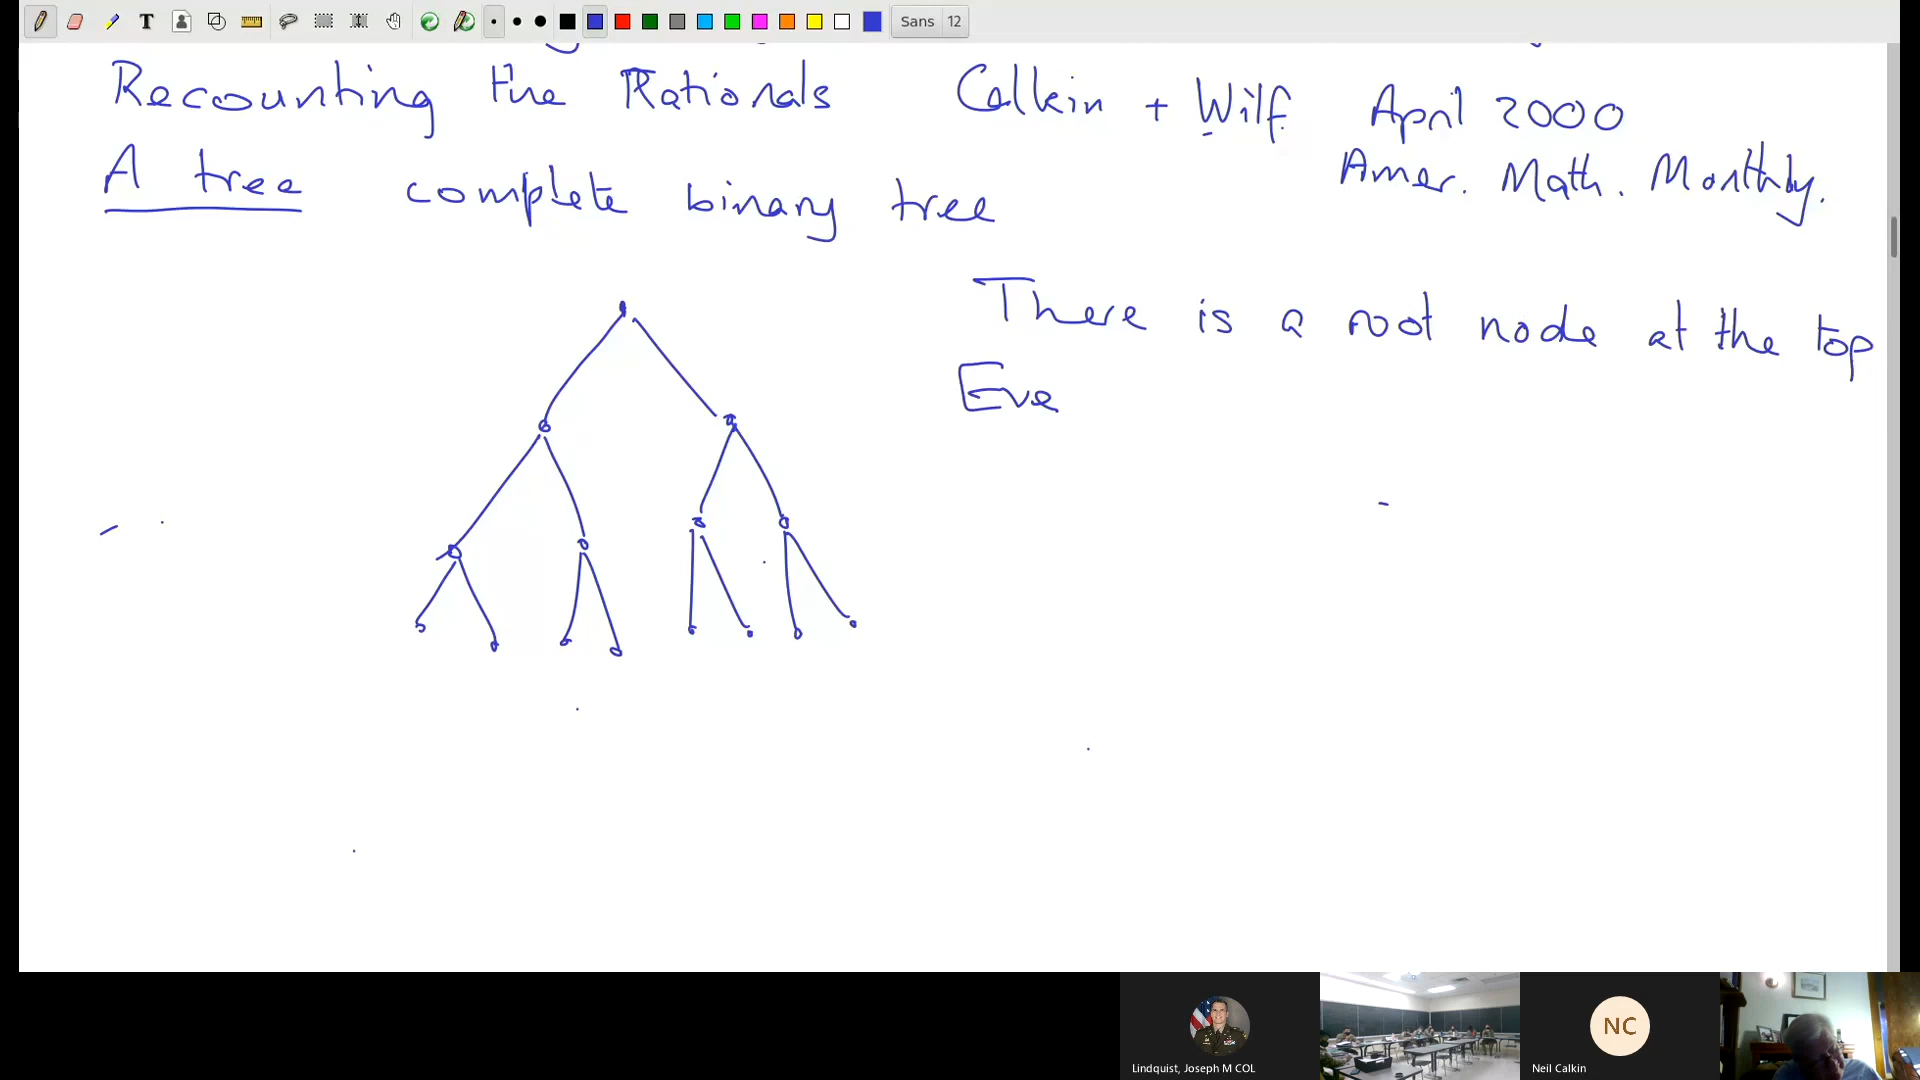 T Sans 12
Recounting the Rationals Calkin + Wilf April 2000
Amer. Math. Monthly.
A tree complete binary tree
There is a root node at the top
Eve
NC
Lindquist, Joseph M COL
Neil Calkin